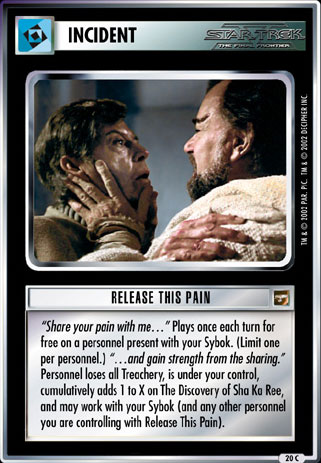 INCIDENT
STAR TREK
THE FINAL FRONTIER
TM & © 2002 PAR. P.C. TM & © 2002 DECIPHER INC.
RELEASE THIS PAIN
“Share your pain with me…” Plays once each turn for
free on a personnel present with your Sybok. (Limit
one per personnel.) “…and gain strength from the sharing.”
Personnel loses all Treachery, is under your control,
cumulatively adds 1 to X on The Discovery of Sha Ka Ree,
and may work with your Sybok (and any other personnel
you are controlling with Release This Pain).
20 C